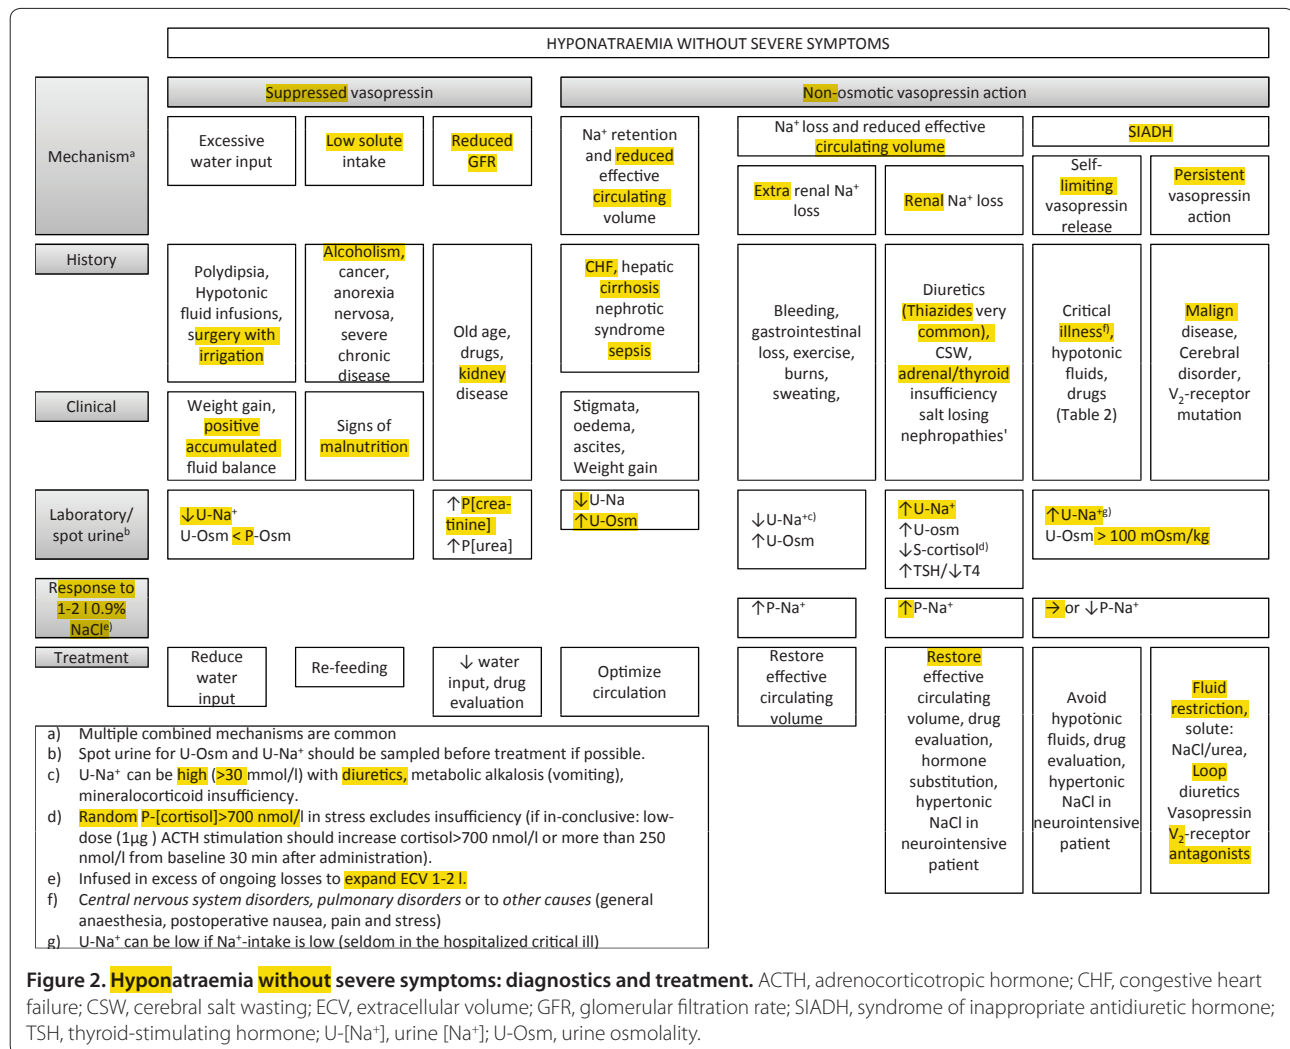 HYPONATRAEMIA WITHOUT SEVERE SYMPTOMS
Suppressed vasopressin
Non-osmotic vasopressin action
Mechanismᵃ
Excessive
water input
Low solute
intake
Reduced
GFR
Na⁺ retention
and reduced
effective
circulating
volume
Na⁺ loss and reduced effective
circulating volume
Extra renal Na⁺
loss
Renal Na⁺ loss
SIADH
Self-
limiting
vasopressin
release
Persistent
vasopressin
action
History
Polydipsia,
Hypotonic
fluid infusions,
surgery with
irrigation
Alcoholism,
cancer,
anorexia
nervosa,
severe
chronic
disease
Old age,
drugs,
kidney
disease
CHF, hepatic
cirrhosis
nephrotic
syndrome
sepsis
Bleeding,
gastrointestinal
loss, exercise,
burns,
sweating,
Diuretics
(Thiazides very
common),
CSW,
adrenal/thyroid
insufficiency
salt losing
nephropathies'
Critical
illnessᶠ⁾,
hypotonic
fluids,
drugs
(Table 2)
Malign
disease,
Cerebral
disorder,
V₂-receptor
mutation
Clinical
Weight gain,
positive
accumulated
fluid balance
Signs of
malnutrition
Stigmata,
oedema,
ascites,
Weight gain
Laboratory/
spot urineᵇ
↓U-Na⁺
U-Osm < P-Osm
↑P[crea-
tinine]
↑P[urea]
↓U-Na
↑U-Osm
↓U-Na⁺ᶜ⁾
↑U-Osm
↑U-Na⁺
↑U-osm
↓S-cortisolᵈ⁾
↑TSH/↓T4
↑U-Na⁺ᵍ⁾
U-Osm > 100 mOsm/kg
Response to
1-2 l 0.9%
NaClᵉ⁾
↑P-Na⁺
↑P-Na⁺
→ or ↓P-Na⁺
Treatment
Reduce
water
input
Re-feeding
↓ water
input, drug
evaluation
Optimize
circulation
Restore
effective
circulating
volume
Restore
effective
circulating
volume, drug
evaluation,
hormone
substitution,
hypertonic
NaCl in
neurointensive
patient
Avoid
hypotonic
fluids, drug
evaluation,
hypertonic
NaCl in
neurointensive
patient
Fluid
restriction,
solute:
NaCl/urea,
Loop
diuretics
Vasopressin
V₂-receptor
antagonists
a) Multiple combined mechanisms are common
b) Spot urine for U-Osm and U-Na⁺ should be sampled before treatment if possible.
c) U-Na⁺ can be high (>30 mmol/l) with diuretics, metabolic alkalosis (vomiting),
mineralocorticoid insufficiency.
d) Random P-[cortisol]>700 nmol/l in stress excludes insufficiency (if in-conclusive: low-
dose (1μg ) ACTH stimulation should increase cortisol>700 nmol/l or more than 250
nmol/l from baseline 30 min after administration).
e) Infused in excess of ongoing losses to expand ECV 1-2 l.
f) Central nervous system disorders, pulmonary disorders or to other causes (general
anaesthesia, postoperative nausea, pain and stress)
g) U-Na⁺ can be low if Na⁺-intake is low (seldom in the hospitalized critical ill)
Figure 2. Hyponatraemia without severe symptoms: diagnostics and treatment. ACTH, adrenocorticotropic hormone; CHF, congestive heart
failure; CSW, cerebral salt wasting; ECV, extracellular volume; GFR, glomerular filtration rate; SIADH, syndrome of inappropriate antidiuretic hormone;
TSH, thyroid-stimulating hormone; U-[Na⁺], urine [Na⁺]; U-Osm, urine osmolality.